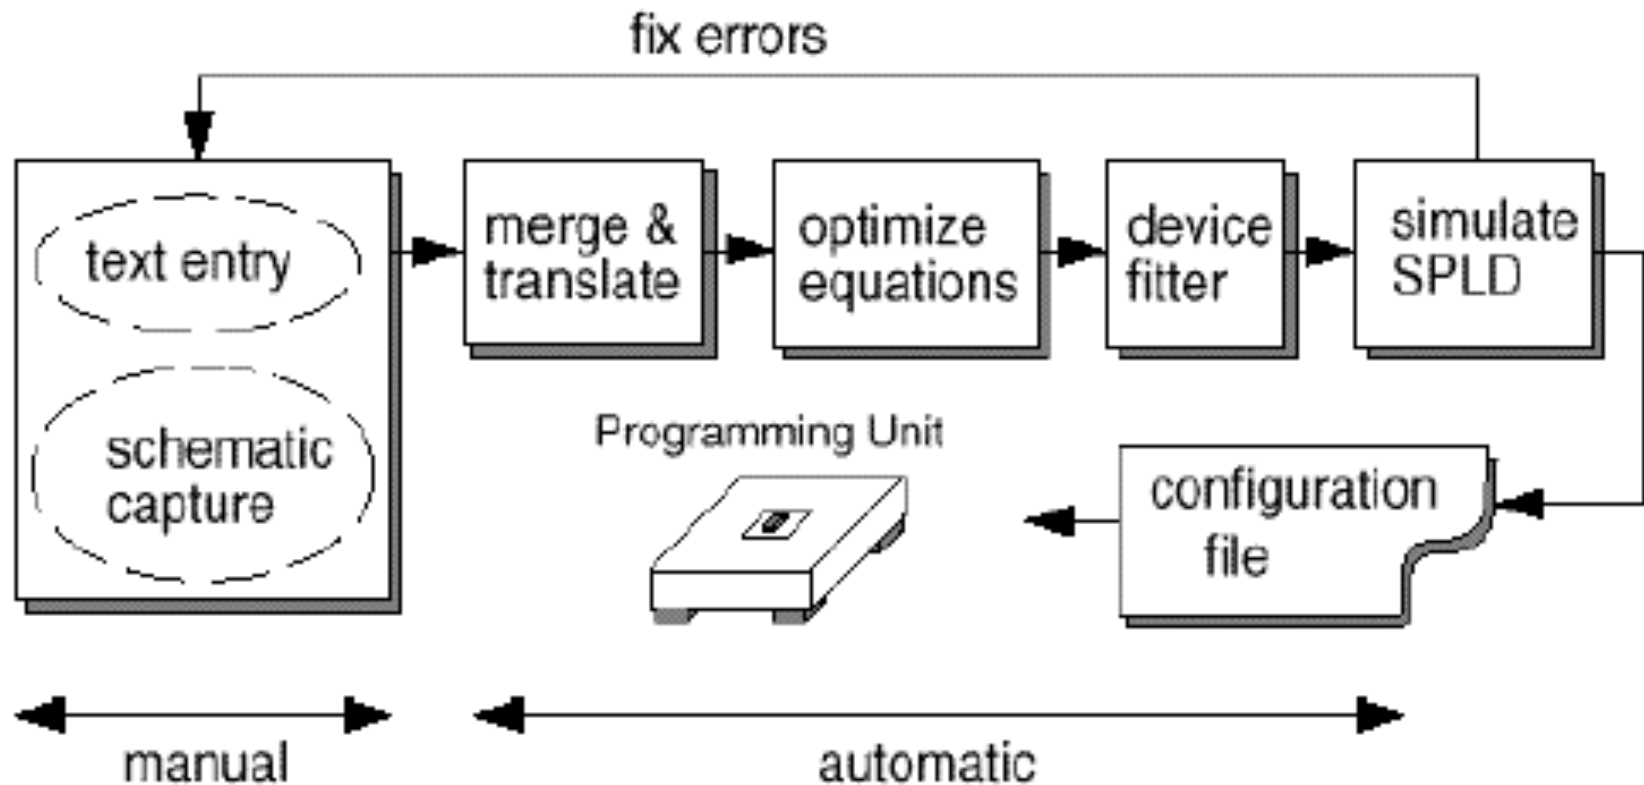 fix errors
text entry
schematic
capture
merge &
translate
optimize
equations
device
fitter
simulate
SPLD
Programming Unit
configuration
file
manual
automatic